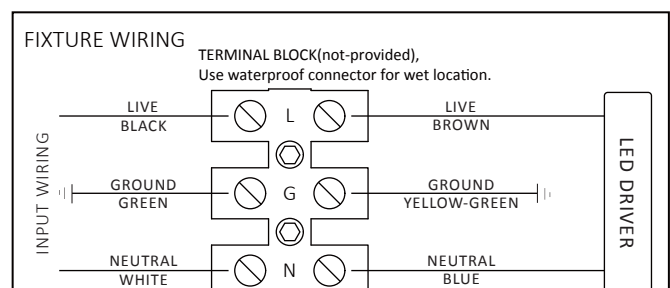 FIXTURE WIRING
TERMINAL BLOCK(not-provided),
Use waterproof connector for wet location.
INPUT WIRING
LIVE
BLACK
L
LIVE
BROWN
GROUND
GREEN
G
GROUND
YELLOW-GREEN
NEUTRAL
WHITE
N
NEUTRAL
BLUE
LED DRIVER